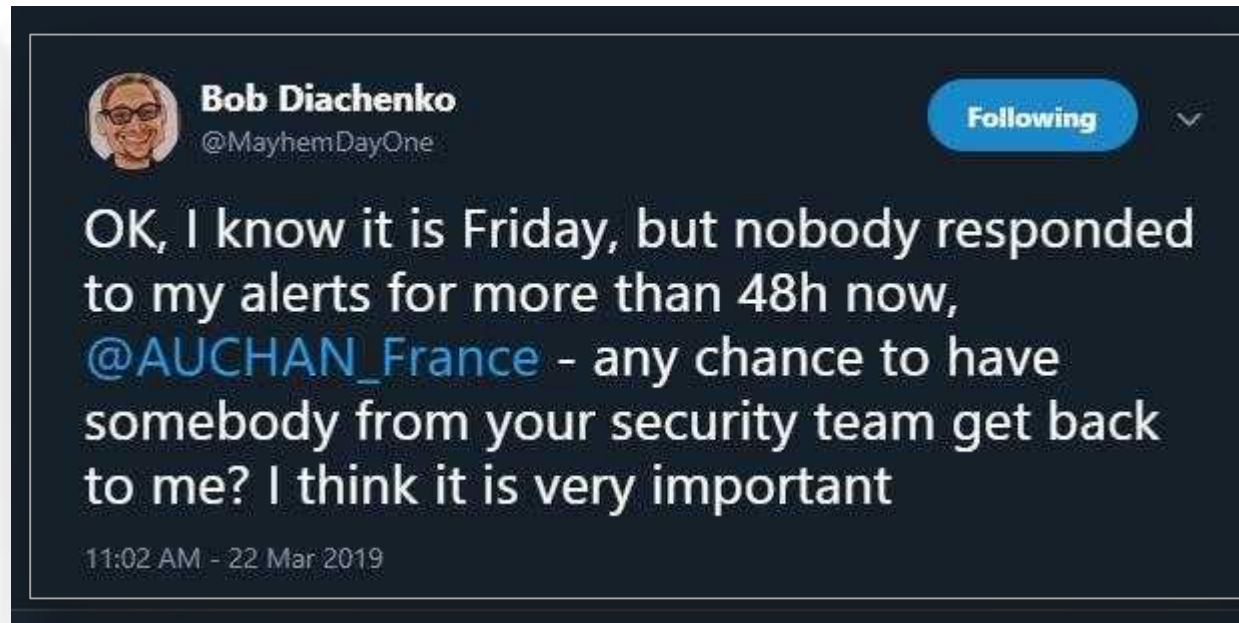 Bob Diachenko
@MayhemDayOne
Following
OK, I know it is Friday, but nobody responded
to my alerts for more than 48h now,
@AUCHAN_France - any chance to have
somebody from your security team get back
to me? I think it is very important
11:02 AM - 22 Mar 2019